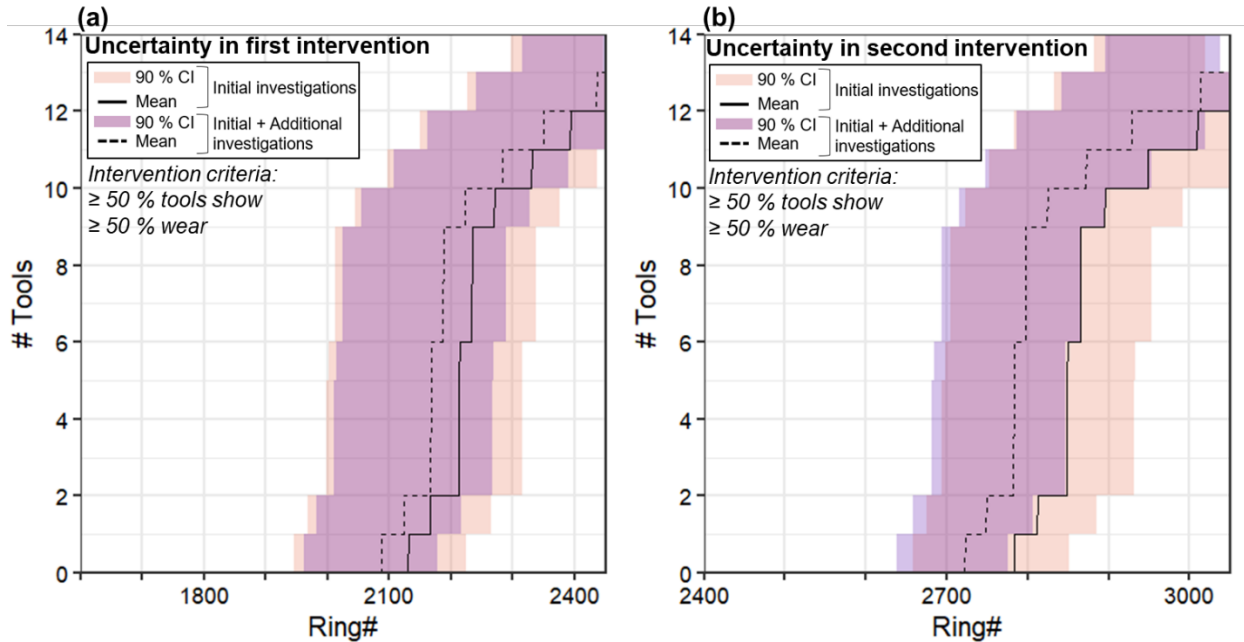 (a)
Uncertainty in first intervention
90 % CI
Mean
Initial investigations
90 % CI
Mean
Initial + Additional
investigations
Intervention criteria:
≥ 50 % tools show
≥ 50 % wear
# Tools
14
12
10
8
6
4
2
0
1800
2100
2400
Ring#
(b)
Uncertainty in second intervention
90 % CI
Mean
Initial investigations
90 % CI
Mean
Initial + Additional
investigations
Intervention criteria:
≥ 50 % tools show
≥ 50 % wear
# Tools
14
12
10
8
6
4
2
0
2400
2700
3000
Ring#